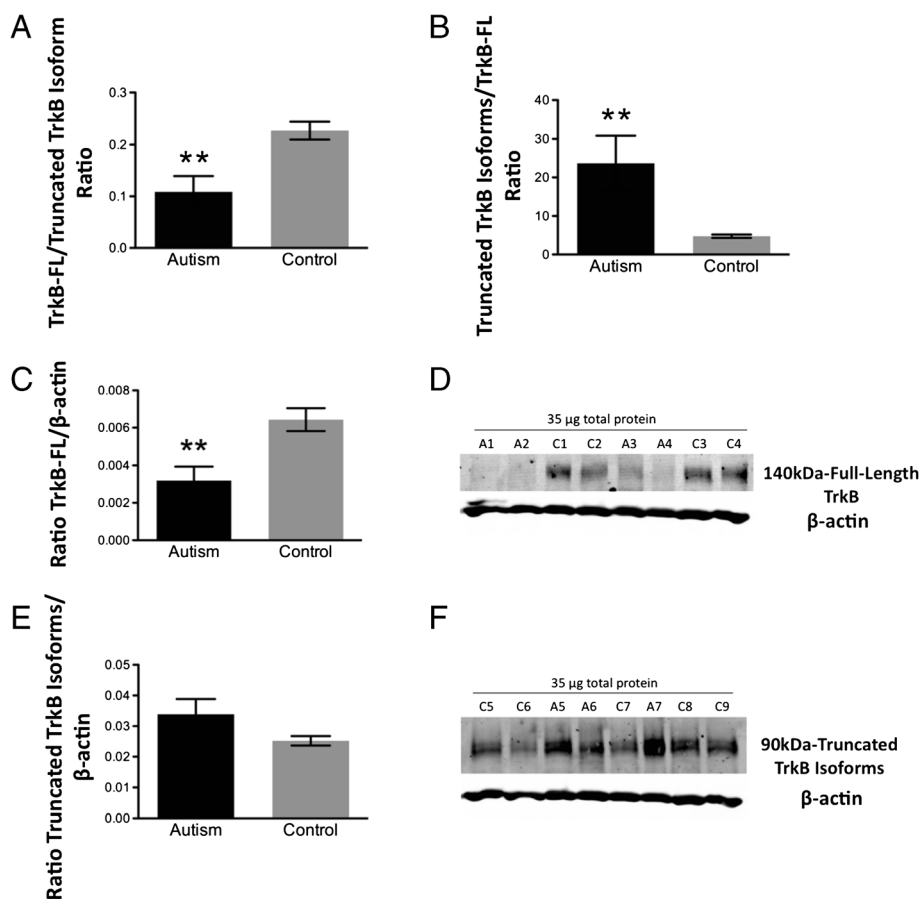 A
TrkB-FL/Truncated TrkB Isoform
Ratio
0.3
0.2
0.1
0.0
**
Autism
Control
B
Truncated TrkB Isoforms/TrkB-FL
Ratio
40
30
20
10
0
**
Autism
Control
C
Ratio TrkB-FL/β-actin
0.008
0.006
0.004
0.002
0.000
**
Autism
Control
D
35 µg total protein
A1 A2 C1 C2 A3 A4 C3 C4
140kDa-Full-Length
TrkB
β-actin
E
Ratio Truncated TrkB Isoforms/
β-actin
0.05
0.04
0.03
0.02
0.01
0.00
Autism
Control
F
35 µg total protein
C5 C6 A5 A6 C7 A7 C8 C9
90kDa-Truncated
TrkB Isoforms
β-actin